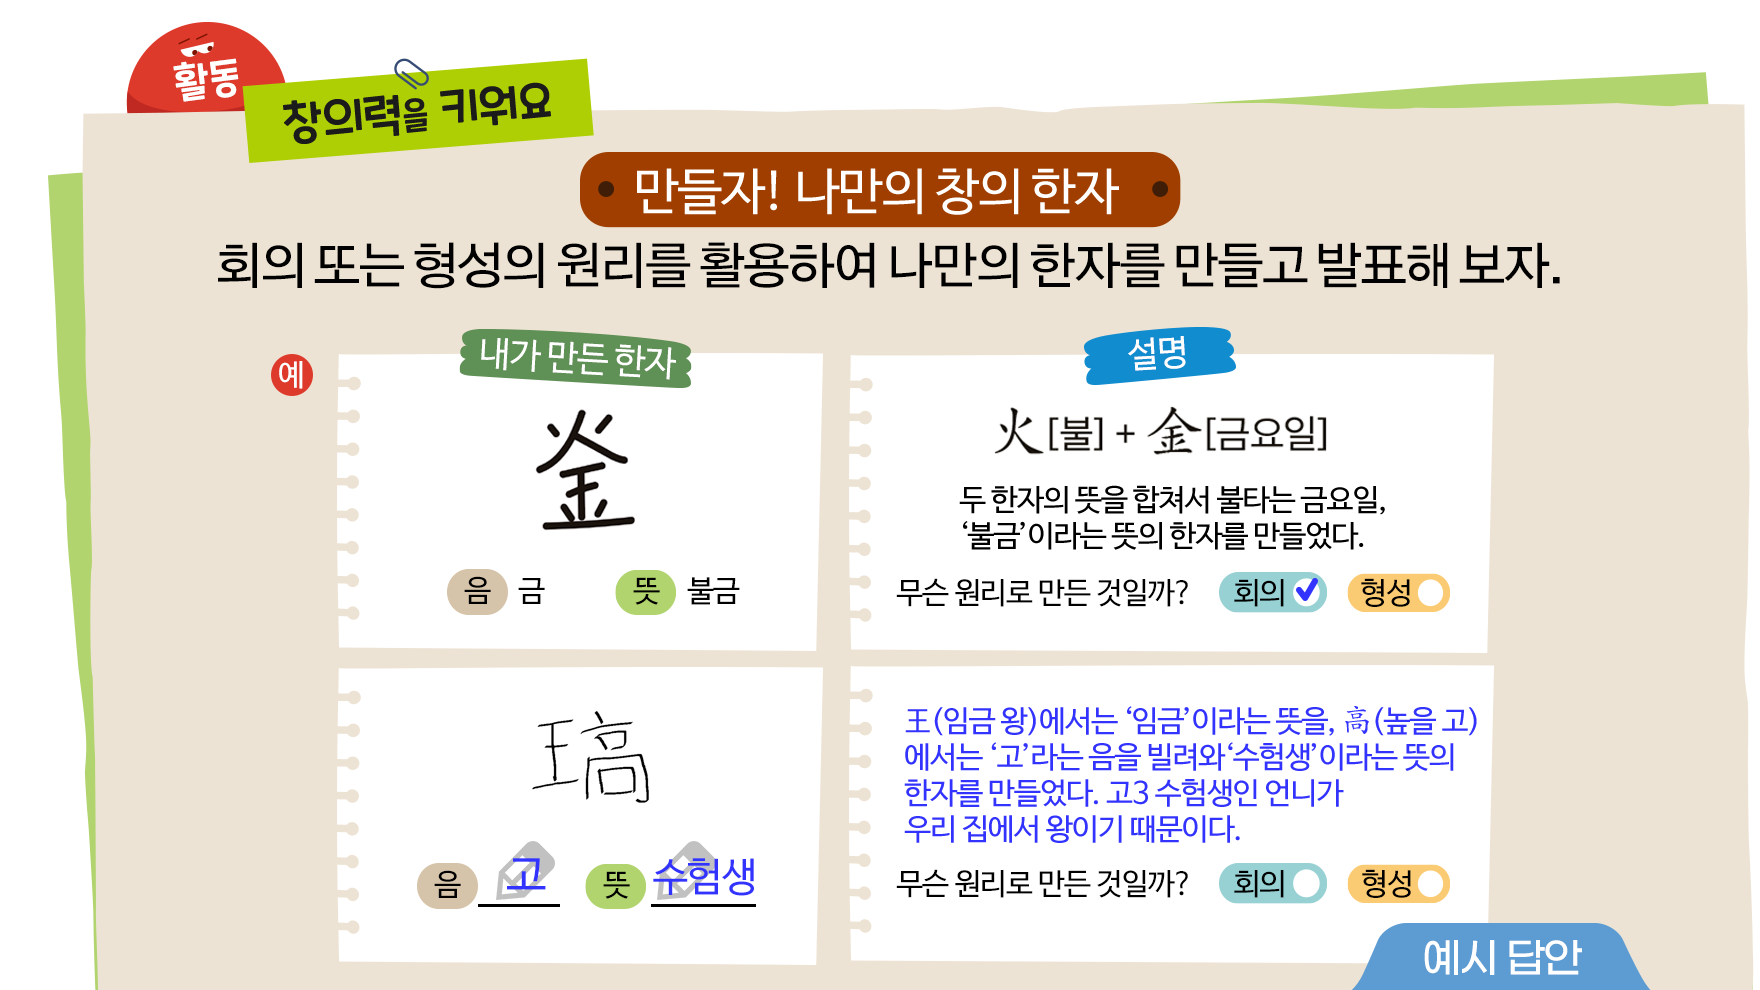 활동
창의력을 키워요
만들자! 나만의 창의 한자
회의 또는 형성의 원리를 활용하여 나만의 한자를 만들고 발표해 보자.
예
내가 만든 한자
음 금 뜻 불금
설명
火[불] + 金[금요일]
두 한자의 뜻을 합쳐서 불타는 금요일,
‘불금’이라는 뜻의 한자를 만들었다.
무슨 원리로 만든 것일까? 회의 형성
음 고 뜻 수험생
王(임금 왕)에서는 ‘임금’이라는 뜻을, 高(높을 고)
에서는 ‘고’라는 음을 빌려와‘수험생’이라는 뜻의
한자를 만들었다. 고3 수험생인 언니가
우리 집에서 왕이기 때문이다.
무슨 원리로 만든 것일까? 회의 형성
예시 답안